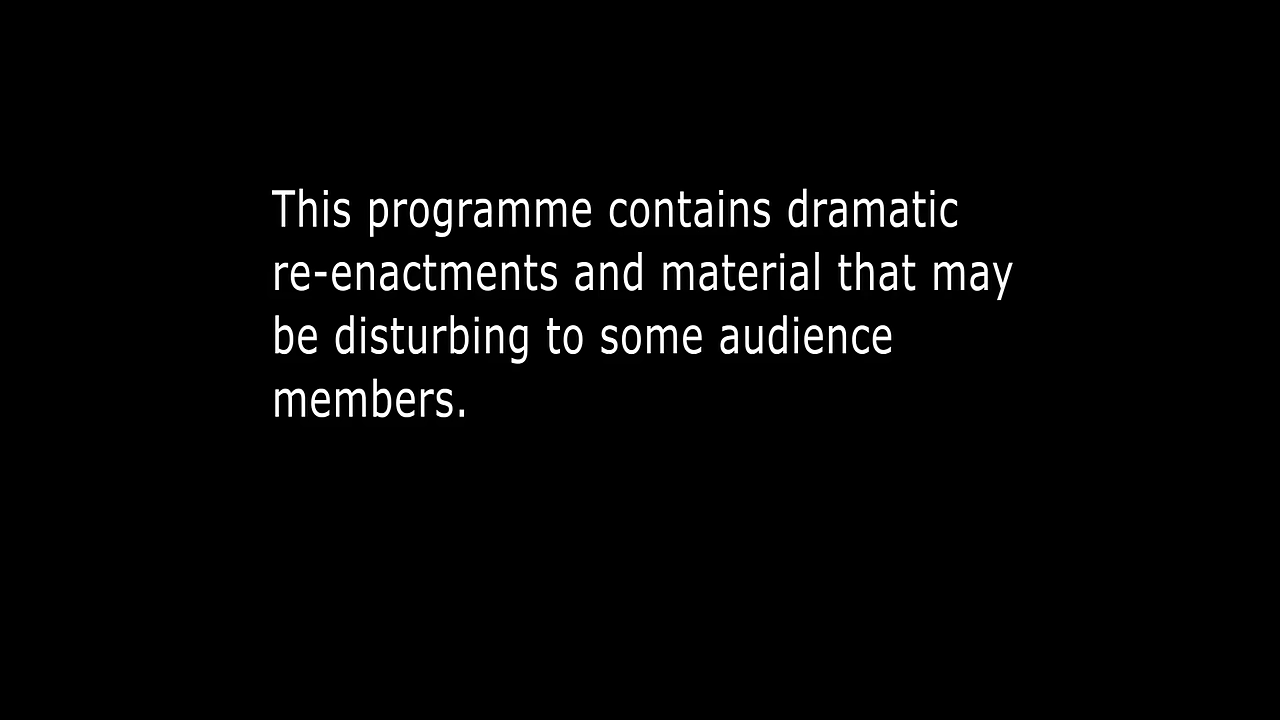 This programme contains dramatic
re-enactments and material that may
be disturbing to some audience
members.